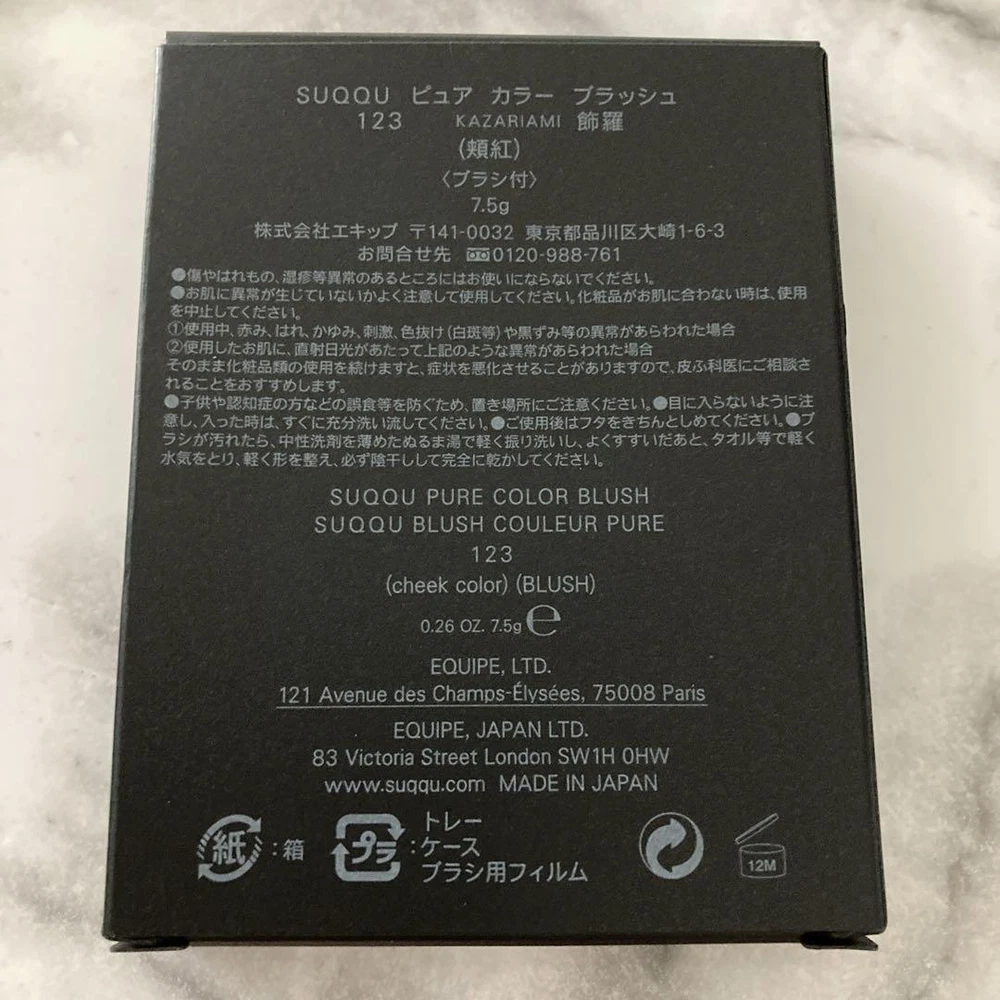 SUQQU ピュア カラー ブラッシュ
123 KAZARIAMI 飾羅
(頬紅)
〈ブラシ付〉
7.5g
株式会社エキップ 〒141-0032 東京都品川区大崎1-6-3
お問合せ先 0120-988-761
●傷やはれもの、湿疹等異常のあるところにはお使いにならないでください。
●お肌に異常が生じていないかよく注意して使用してください。化粧品がお肌に合わない時は、使用
を中止してください。
①使用中、赤み、はれ、かゆみ、刺激、色抜け(白斑等)や黒ずみ等の異常があらわれた場合
②使用したお肌に、直射日光があたって上記のような異常があらわれた場合
そのまま化粧品類の使用を続けますと、症状を悪化させることがありますので、皮ふ科医にご相談さ
れることをおすすめします。
●子供や認知症の方などの誤食等を防ぐため、置き場所にご注意ください。●目に入らないように注
意し、入った時は、すぐに充分洗い流してください。●ご使用後はフタをきちんとしめてください。●ブ
ラシが汚れたら、中性洗剤を薄めたぬるま湯で軽く振り洗いし、よくすすいだあと、タオル等で軽く
水気をとり、軽く形を整え、必ず陰干しして完全に乾かしてください。
SUQQU PURE COLOR BLUSH
SUQQU BLUSH COULEUR PURE
123
(cheek color) (BLUSH)
0.26 OZ. 7.5g ℮
EQUIPE, LTD.
121 Avenue des Champs-Élysées, 75008 Paris
EQUIPE, JAPAN LTD.
83 Victoria Street London SW1H 0HW
www.suqqu.com MADE IN JAPAN
紙:箱
プラ:トレー
ケース
ブラシ用フィルム
12M